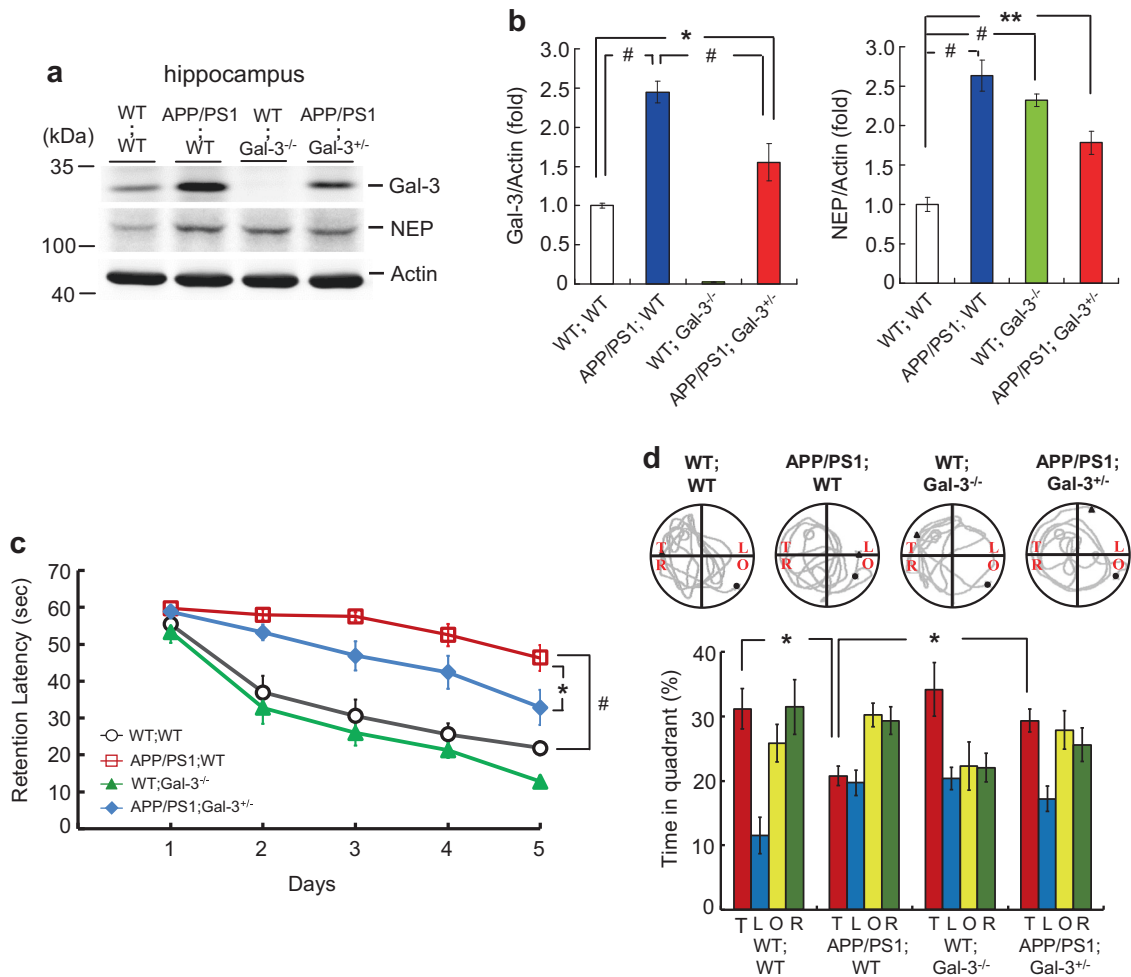 a
hippocampus
WT ; WT
APP/PS1 ; WT
WT ; Gal-3-/-
APP/PS1 ; Gal-3+/-
(kDa)
35
100
40
Gal-3
NEP
Actin
b
Gal-3/Actin (fold)
3.0
2.5
2.0
1.5
1.0
0.5
0
* # #
WT; WT
APP/PS1; WT
WT; Gal-3-/-
APP/PS1; Gal-3+/-
NEP/Actin (fold)
3.0
2.5
2.0
1.5
1.0
0.5
0
** # #
WT; WT
APP/PS1; WT
WT; Gal-3-/-
APP/PS1; Gal-3+/-
c
Retention Latency (sec)
70
60
50
40
30
20
10
0
WT;WT
APP/PS1;WT
WT;Gal-3-/-
APP/PS1;Gal-3+/-
* #
1 2 3 4 5
Days
d
WT; WT
APP/PS1; WT
WT; Gal-3-/-
APP/PS1; Gal-3+/-
T L T L T L T L
R O R O R O R O
* *
Time in quadrant (%)
40
30
20
10
0
T L O R T L O R T L O R T L O R
WT; WT
APP/PS1; WT
WT; Gal-3-/-
APP/PS1; Gal-3+/-